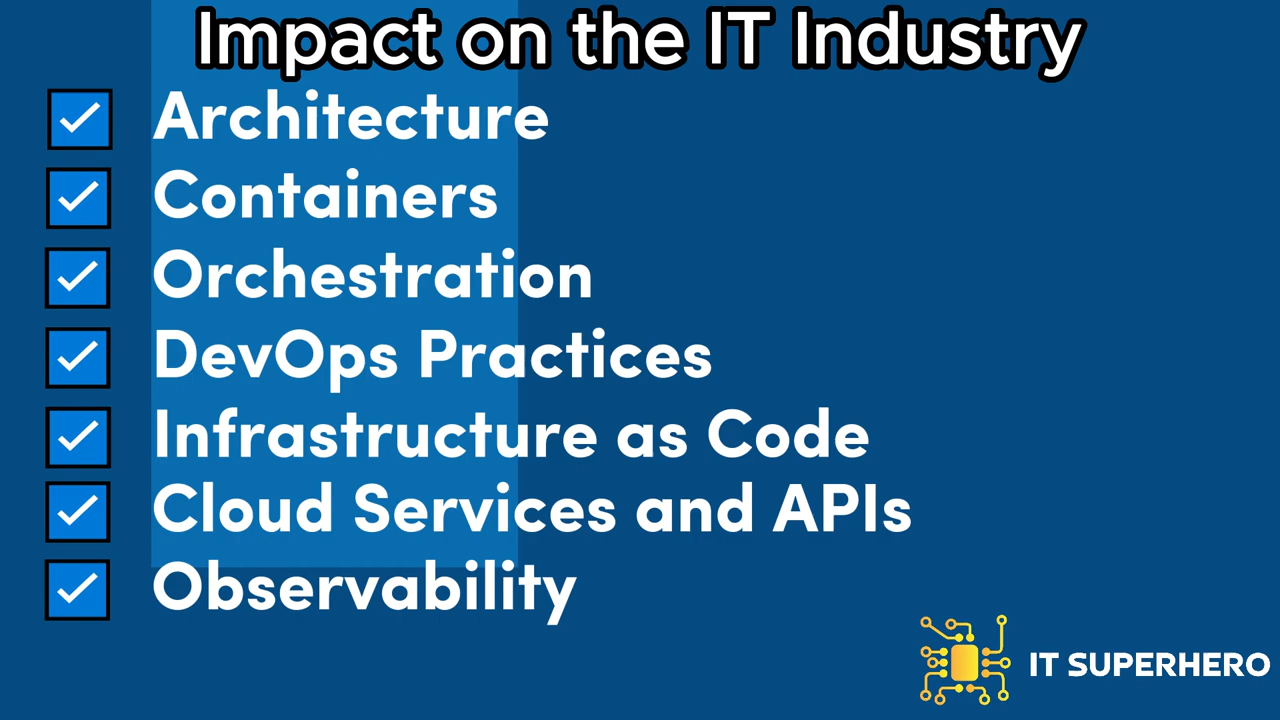 Impact on the IT Industry
Architecture
Containers
Orchestration
DevOps Practices
Infrastructure as Code
Cloud Services and APIs
Observability
IT SUPERHERO